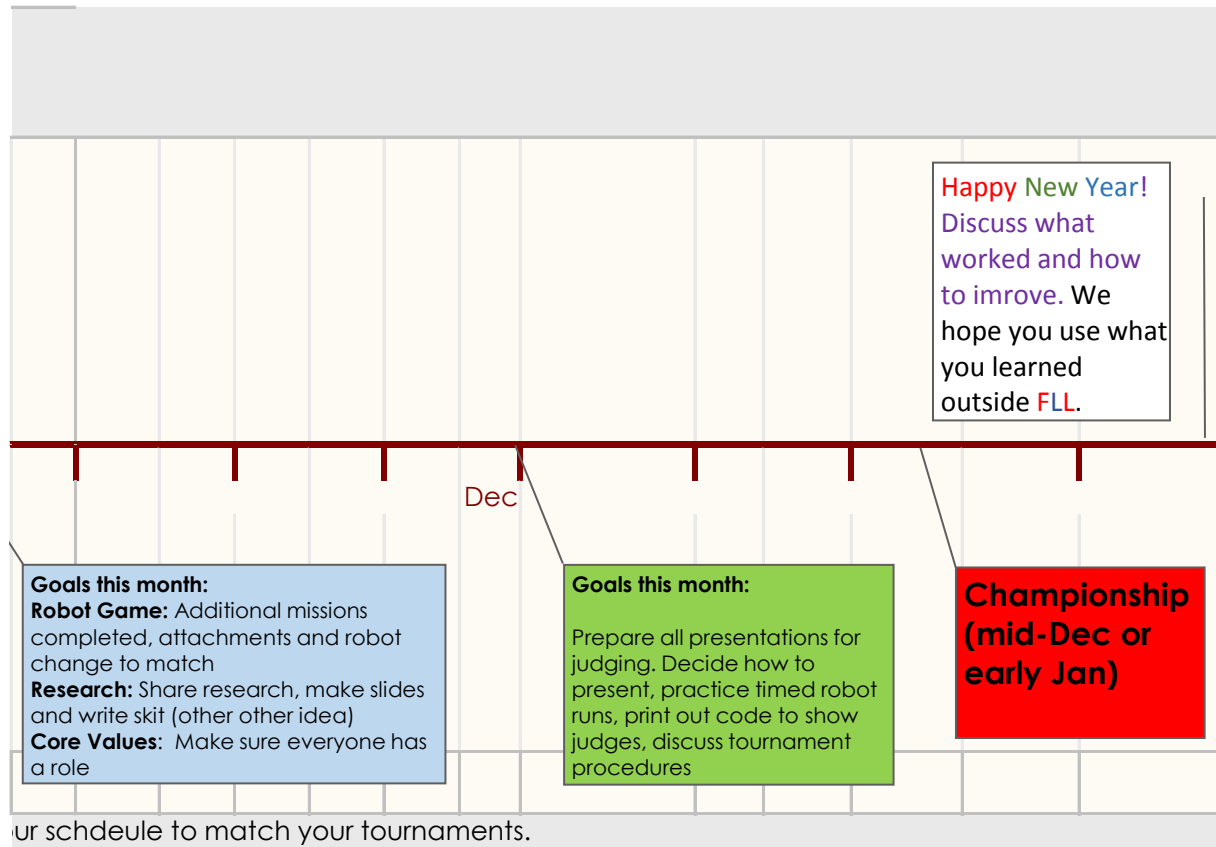 Happy New Year!
Discuss what
worked and how
to imrove. We
hope you use what
you learned
outside FLL.
Dec
Goals this month:
Robot Game: Additional missions
completed, attachments and robot
change to match
Research: Share research, make slides
and write skit (other other idea)
Core Values: Make sure everyone has
a role
Goals this month:
Prepare all presentations for
judging. Decide how to
present, practice timed robot
runs, print out code to show
judges, discuss tournament
procedures
Championship
(mid-Dec or
early Jan)
ur schdeule to match your tournaments.